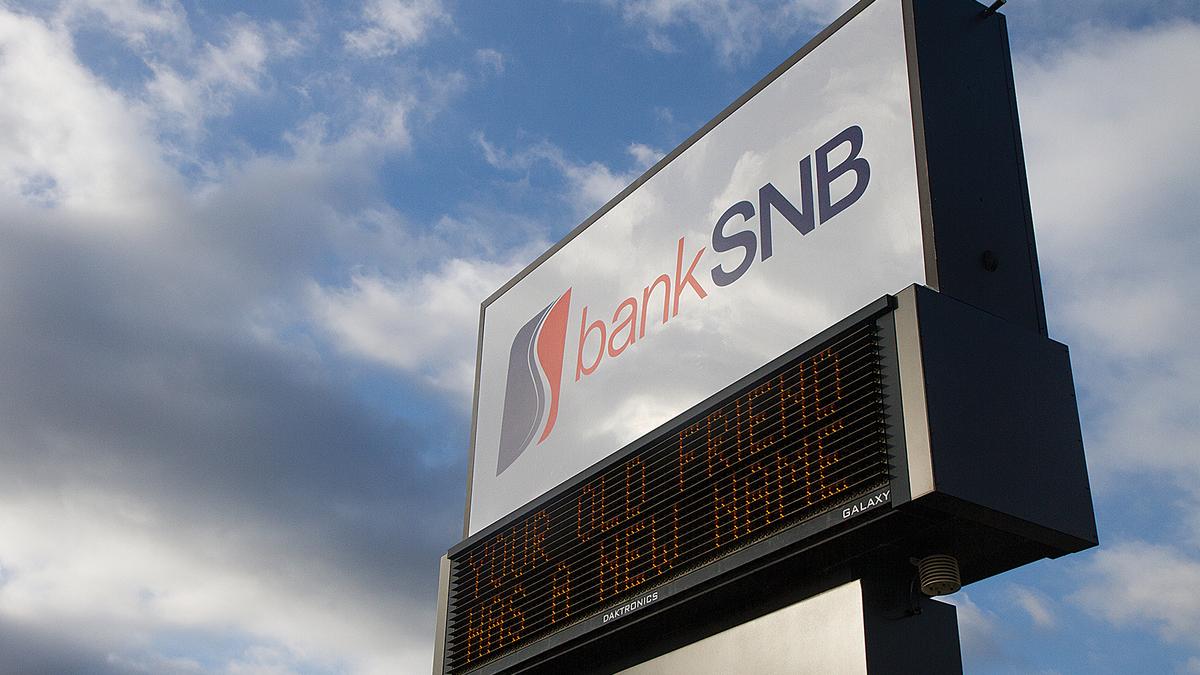 bankSNB
YOUR OLD FRIEND
HAS A NEW NAME
DAKTRONICS
GALAXY